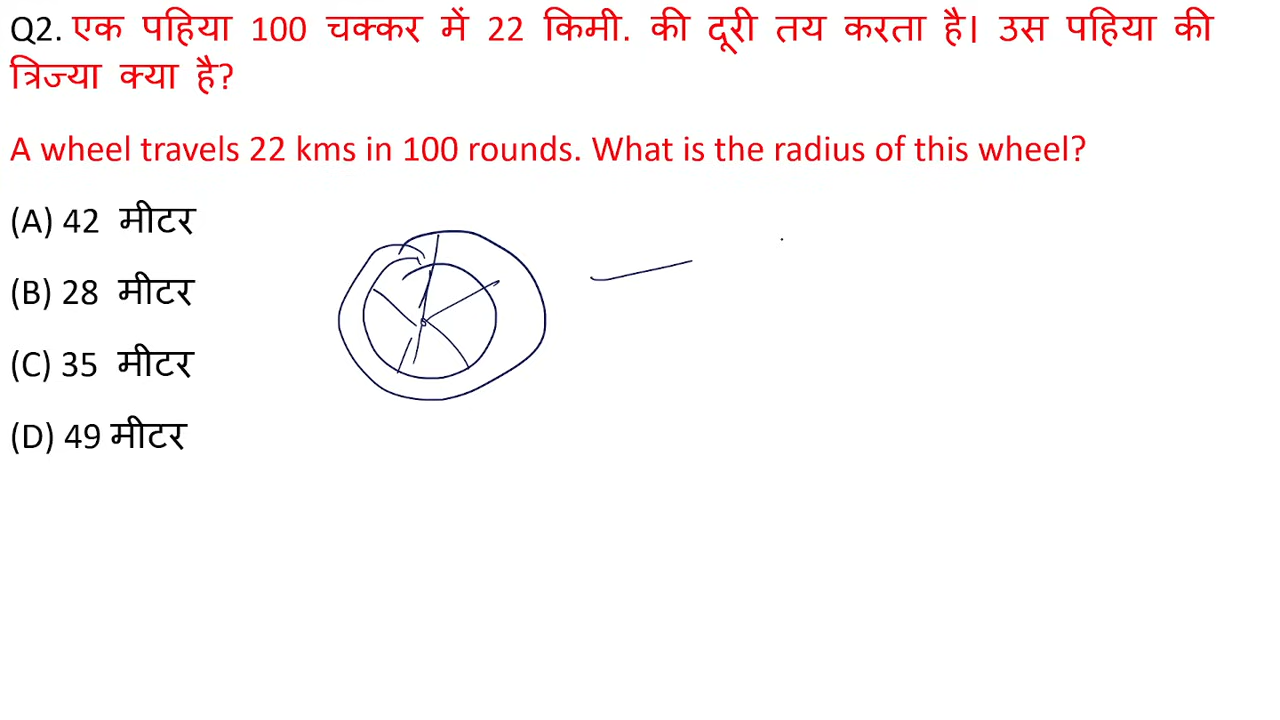 Q2. एक पहिया 100 चक्कर में 22 किमी. की दूरी तय करता है। उस पहिया की
त्रिज्या क्या है?
A wheel travels 22 kms in 100 rounds. What is the radius of this wheel?
(A) 42 मीटर
(B) 28 मीटर
(C) 35 मीटर
(D) 49 मीटर